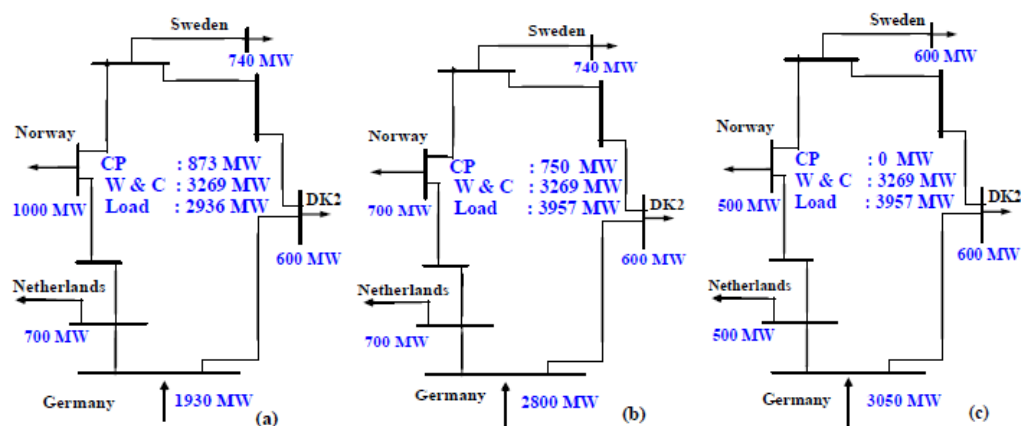 Sweden
740 MW
Norway
CP : 873 MW
W & C : 3269 MW
Load : 2936 MW
1000 MW
DK2
600 MW
Netherlands
700 MW
Germany
1930 MW
(a)
Sweden
740 MW
Norway
CP : 750 MW
W & C : 3269 MW
Load : 3957 MW
700 MW
DK2
600 MW
Netherlands
700 MW
Germany
2800 MW
(b)
Sweden
600 MW
Norway
CP : 0 MW
W & C : 3269 MW
Load : 3957 MW
500 MW
DK2
600 MW
Netherlands
500 MW
Germany
3050 MW
(c)